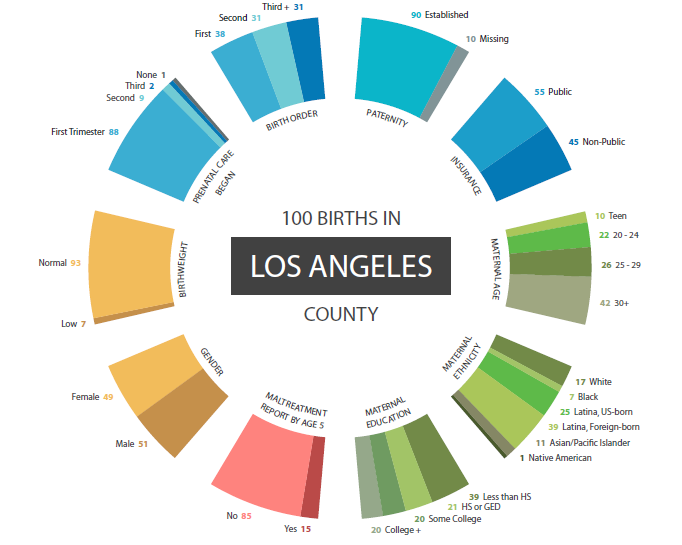 100 BIRTHS IN
LOS ANGELES
COUNTY
BIRTH ORDER
First 38
Second 31
Third + 31
PATERNITY
90 Established
10 Missing
INSURANCE
55 Public
45 Non-Public
MATERNAL AGE
10 Teen
22 20 - 24
26 25 - 29
42 30+
MATERNAL
ETHNICITY
17 White
7 Black
25 Latina, US-born
39 Latina, Foreign-born
11 Asian/Pacific Islander
1 Native American
MATERNAL
EDUCATION
39 Less than HS
21 HS or GED
20 Some College
20 College +
MALTREATMENT
REPORT BY AGE 5
No 85
Yes 15
GENDER
Female 49
Male 51
BIRTHWEIGHT
Normal 93
Low 7
PRENATAL CARE
BEGAN
None 1
Third 2
Second 9
First Trimester 88